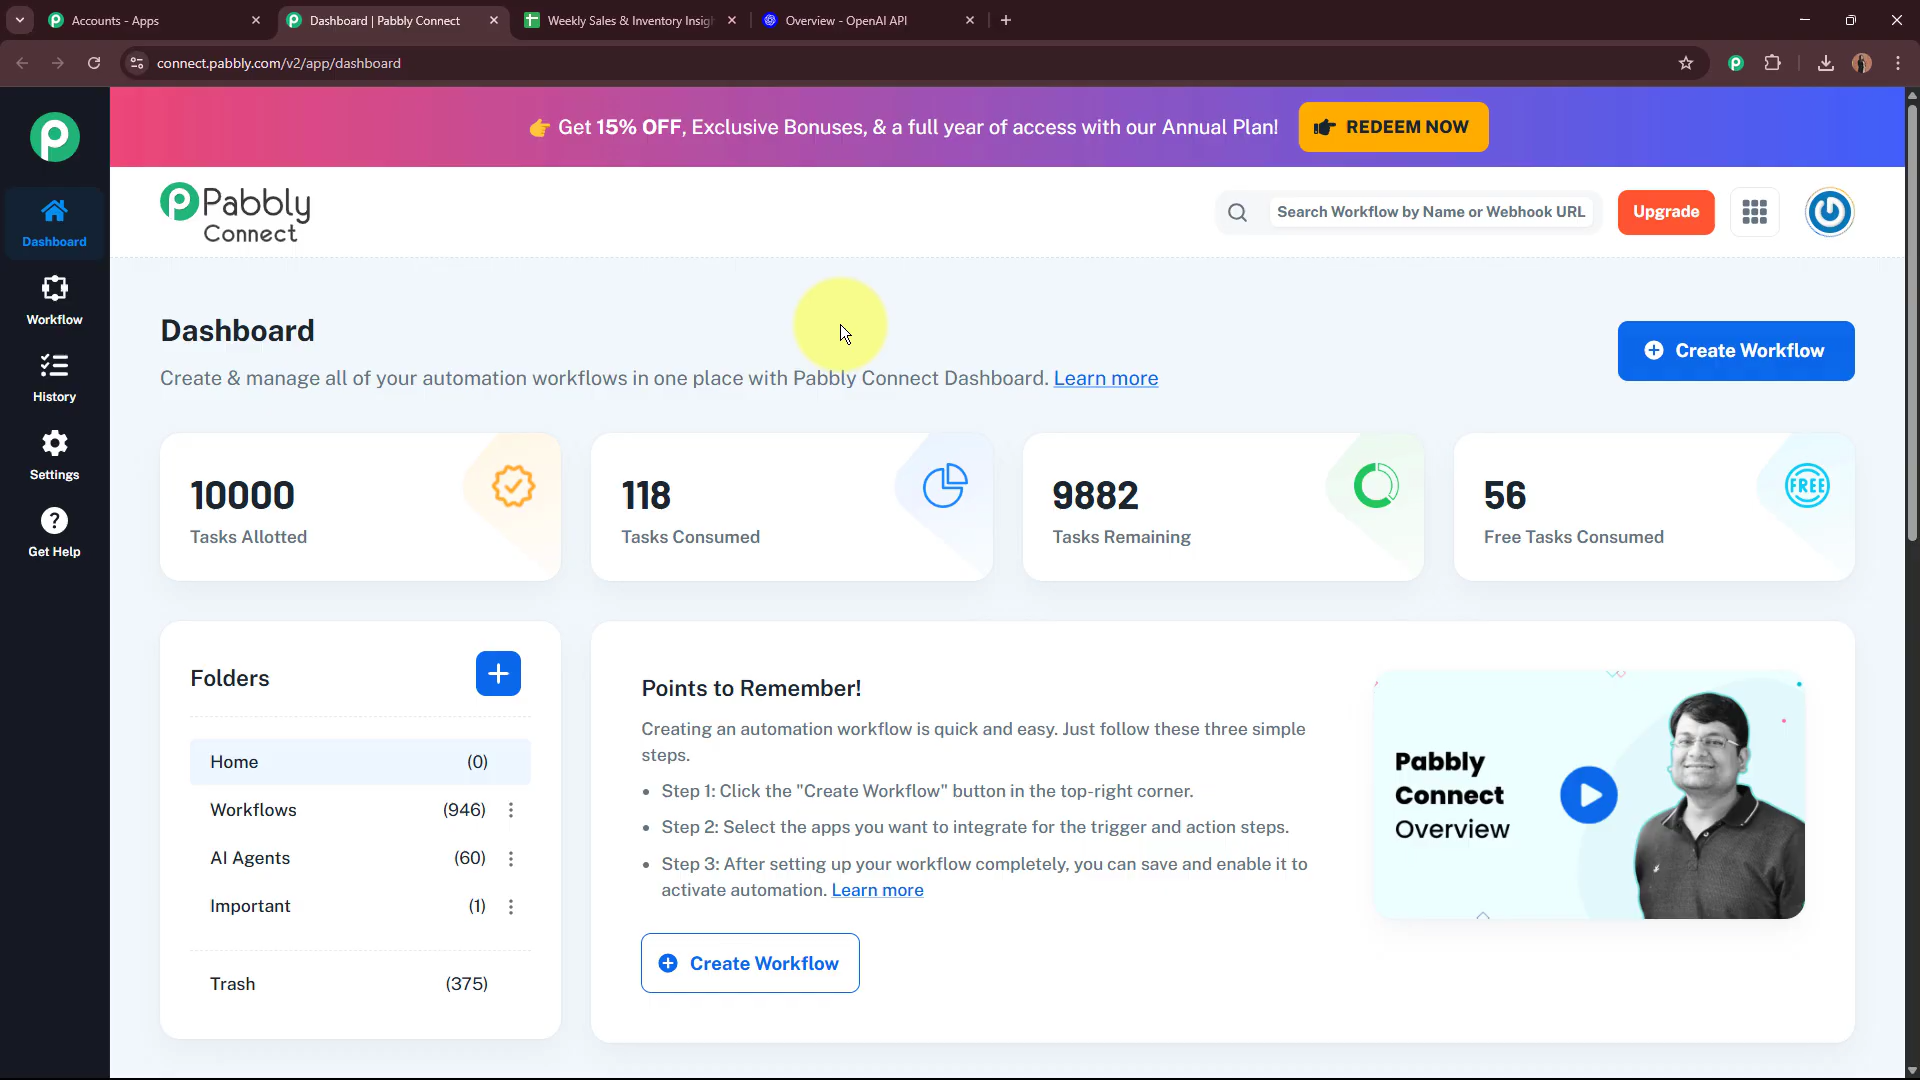 Accounts - Apps
Dashboard | Pabbly Connect
Weekly Sales & Inventory Insig
Overview - OpenAI API
connect.pabbly.com/v2/app/dashboard
👉 Get 15% OFF, Exclusive Bonuses, & a full year of access with our Annual Plan!
REDEEM NOW
Pabbly
Connect
Search Workflow by Name or Webhook URL
Upgrade
Dashboard
Workflow
History
Settings
Get Help
Dashboard
Create & manage all of your automation workflows in one place with Pabbly Connect Dashboard. Learn more
Create Workflow
10000
Tasks Allotted
118
Tasks Consumed
9882
Tasks Remaining
56
Free Tasks Consumed
FREE
Folders
Home (0)
Workflows (946)
AI Agents (60)
Important (1)
Trash (375)
Points to Remember!
Creating an automation workflow is quick and easy. Just follow these three simple
steps.
• Step 1: Click the "Create Workflow" button in the top-right corner.
• Step 2: Select the apps you want to integrate for the trigger and action steps.
• Step 3: After setting up your workflow completely, you can save and enable it to
activate automation. Learn more
Create Workflow
Pabbly
Connect
Overview